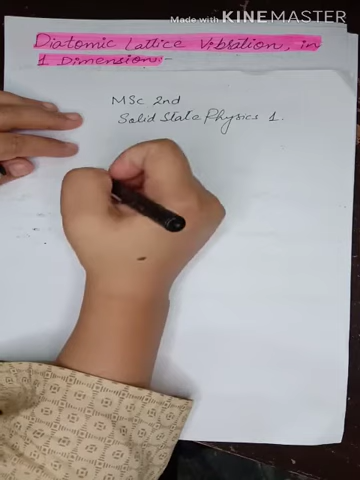 Made with KINEMASTER
Diatomic Lattice Vibration, in
1 Dimension:-
MSc 2nd
Solid State Physics 1.